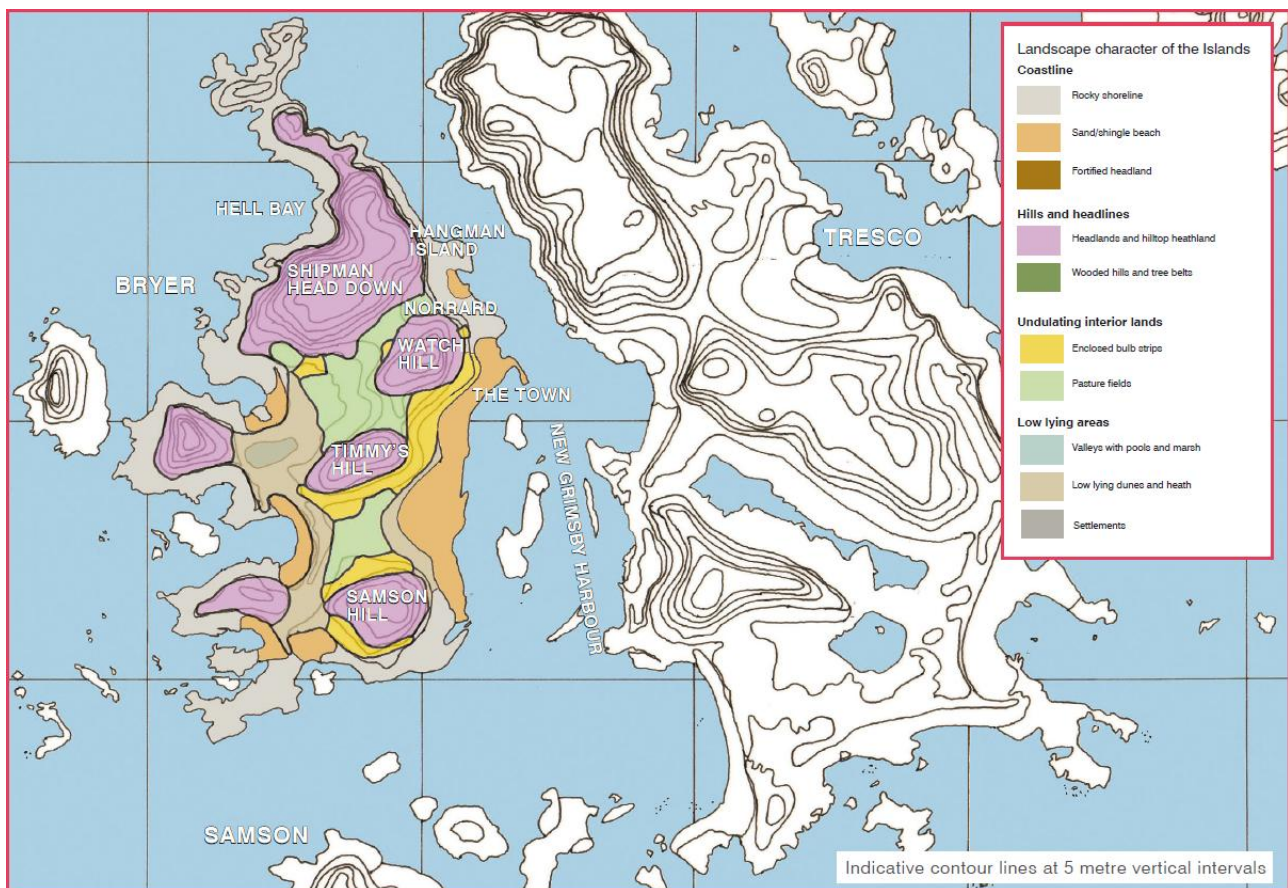 Landscape character of the Islands
Coastline
Rocky shoreline
Sand/shingle beach
Fortified headland
Hills and headlines
Headlands and hilltop heathland
Wooded hills and tree belts
Undulating interior lands
Enclosed bulb strips
Pasture fields
Low lying areas
Valleys with pools and marsh
Low lying dunes and heath
Settlements
HELL BAY
HANGMAN
ISLAND
TRESCO
BRYER
SHIPMAN
HEAD DOWN
NORRARD
WATCH
HILL
THE TOWN
TIMMY'S
HILL
NEW GRIMSBY HARBOUR
SAMSON
HILL
SAMSON
Indicative contour lines at 5 metre vertical intervals